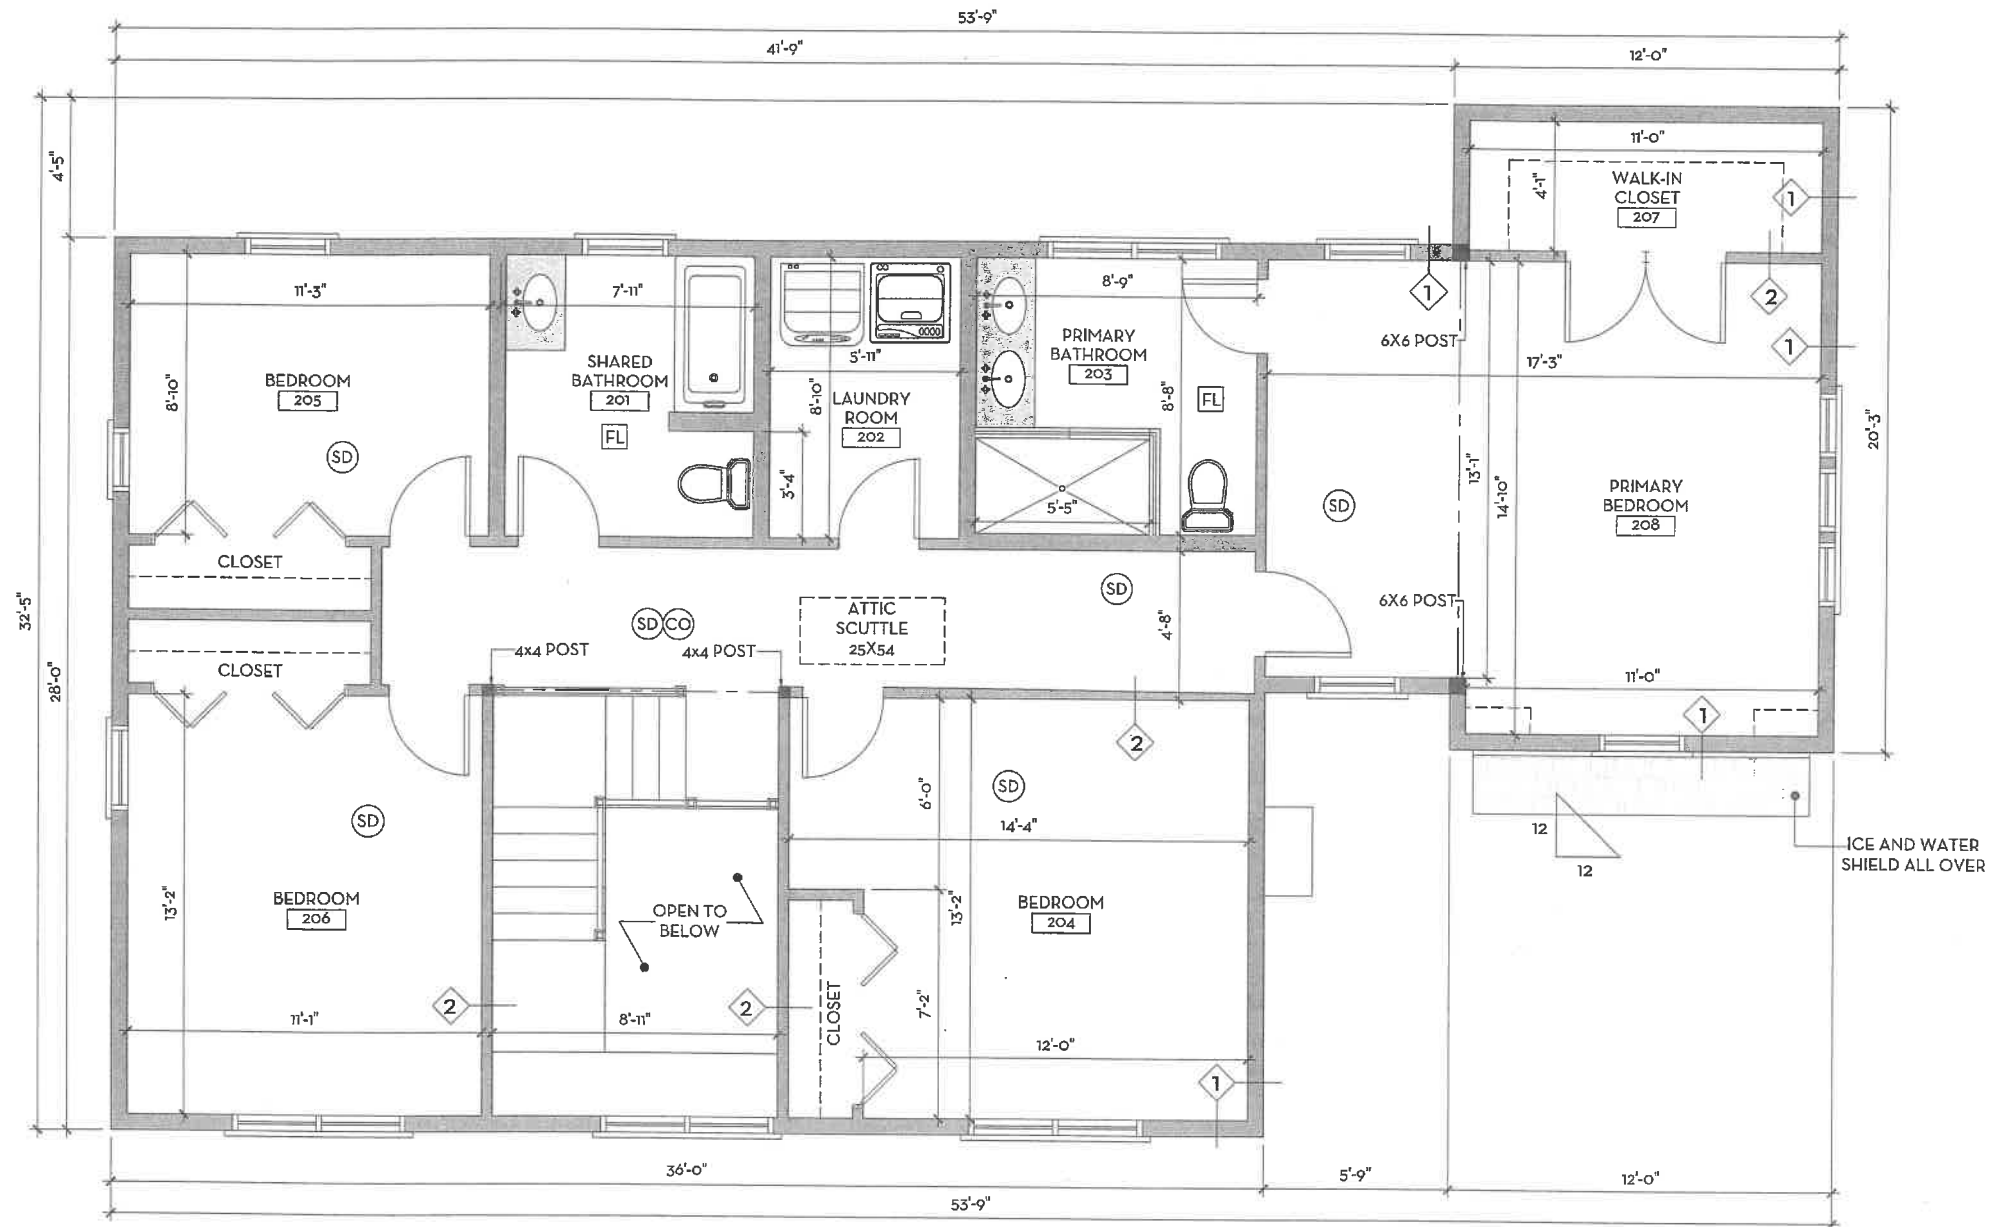 53'-9"
41'-9"
12'-0"
4'-5"
32'-5"
28'-0"
20'-3"
11'-0"
4'-1"
WALK-IN
CLOSET
207
1
2
1
1
11'-3"
8'-10"
BEDROOM
205
SD
7'-11"
SHARED
BATHROOM
201
FL
3'-4"
5'-11"
8'-10"
LAUNDRY
ROOM
202
8'-9"
PRIMARY
BATHROOM
203
8'-8"
FL
5'-5"
6X6 POST
17'-3"
13'-1"
14'-10"
SD
PRIMARY
BEDROOM
208
6X6 POST
11'-0"
1
CLOSET
CLOSET
SD CO
4x4 POST
4x4 POST
ATTIC
SCUTTLE
25X54
SD
4'-8"
2
SD
13'-2"
BEDROOM
206
11'-1"
2
8'-11"
OPEN TO
BELOW
2
SD
6'-0"
14'-4"
13'-2"
BEDROOM
204
7'-2"
CLOSET
12'-0"
1
12
12
ICE AND WATER
SHIELD ALL OVER
36'-0"
5'-9"
12'-0"
53'-9"